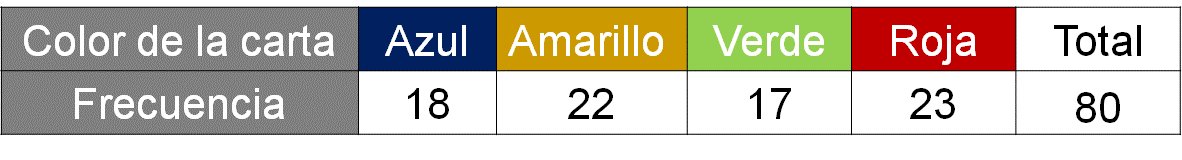 Color de la carta Azul Amarillo Verde Roja Total
Frecuencia 18 22 17 23 80